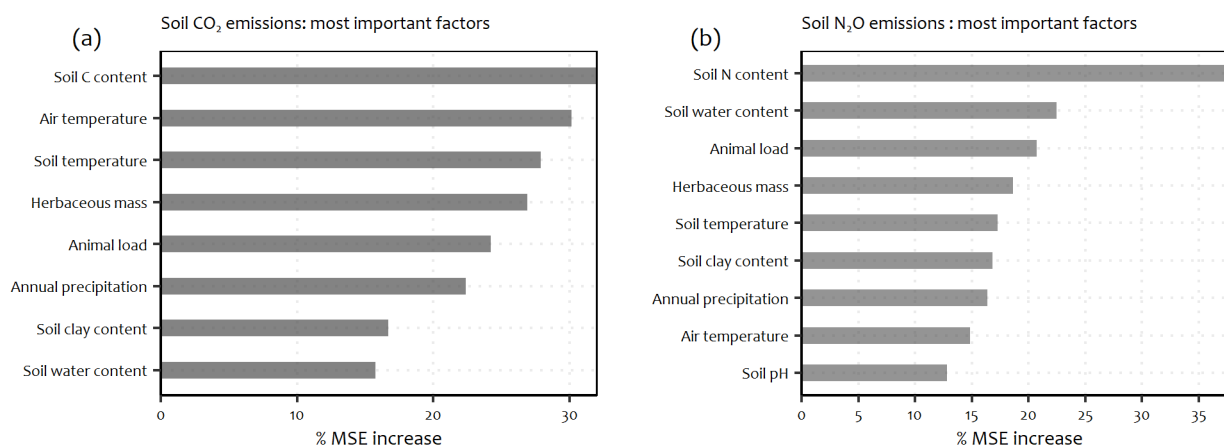 Soil CO₂ emissions: most important factors
(a)
Soil C content
Air temperature
Soil temperature
Herbaceous mass
Animal load
Annual precipitation
Soil clay content
Soil water content
0 10 20 30
% MSE increase
Soil N₂O emissions : most important factors
(b)
Soil N content
Soil water content
Animal load
Herbaceous mass
Soil temperature
Soil clay content
Annual precipitation
Air temperature
Soil pH
0 5 10 15 20 25 30 35
% MSE increase